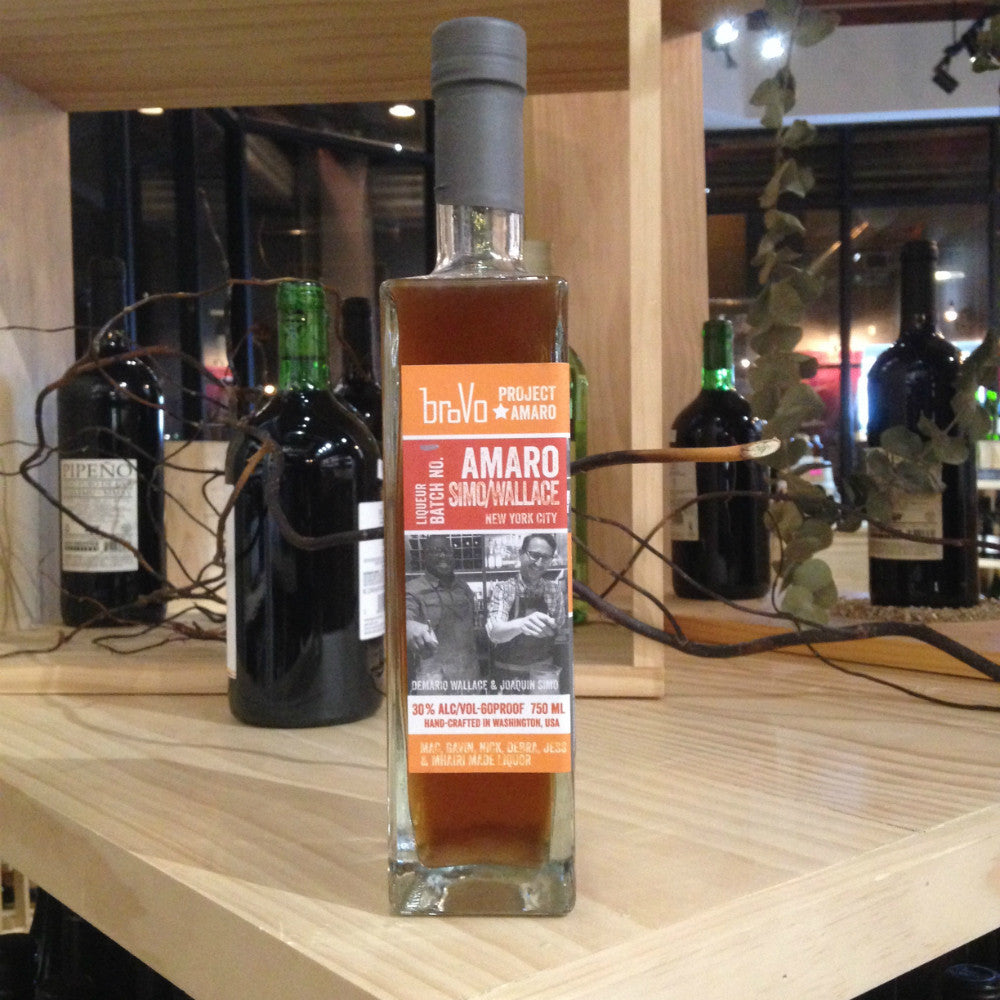 braVo
PROJECT
★ AMARO
LIQUEUR
BATCH NO.
AMARO
SIMO/WALLACE
NEW YORK CITY
DEMARIO WALLACE & JOAQUIN SIMO
30% ALC/VOL-60PROOF 750 ML
HAND-CRAFTED IN WASHINGTON, USA
MAC, GAVIN, NICK, DEBRA, JESS
& MHAIRI MADE LIQUOR
PIPEÑO